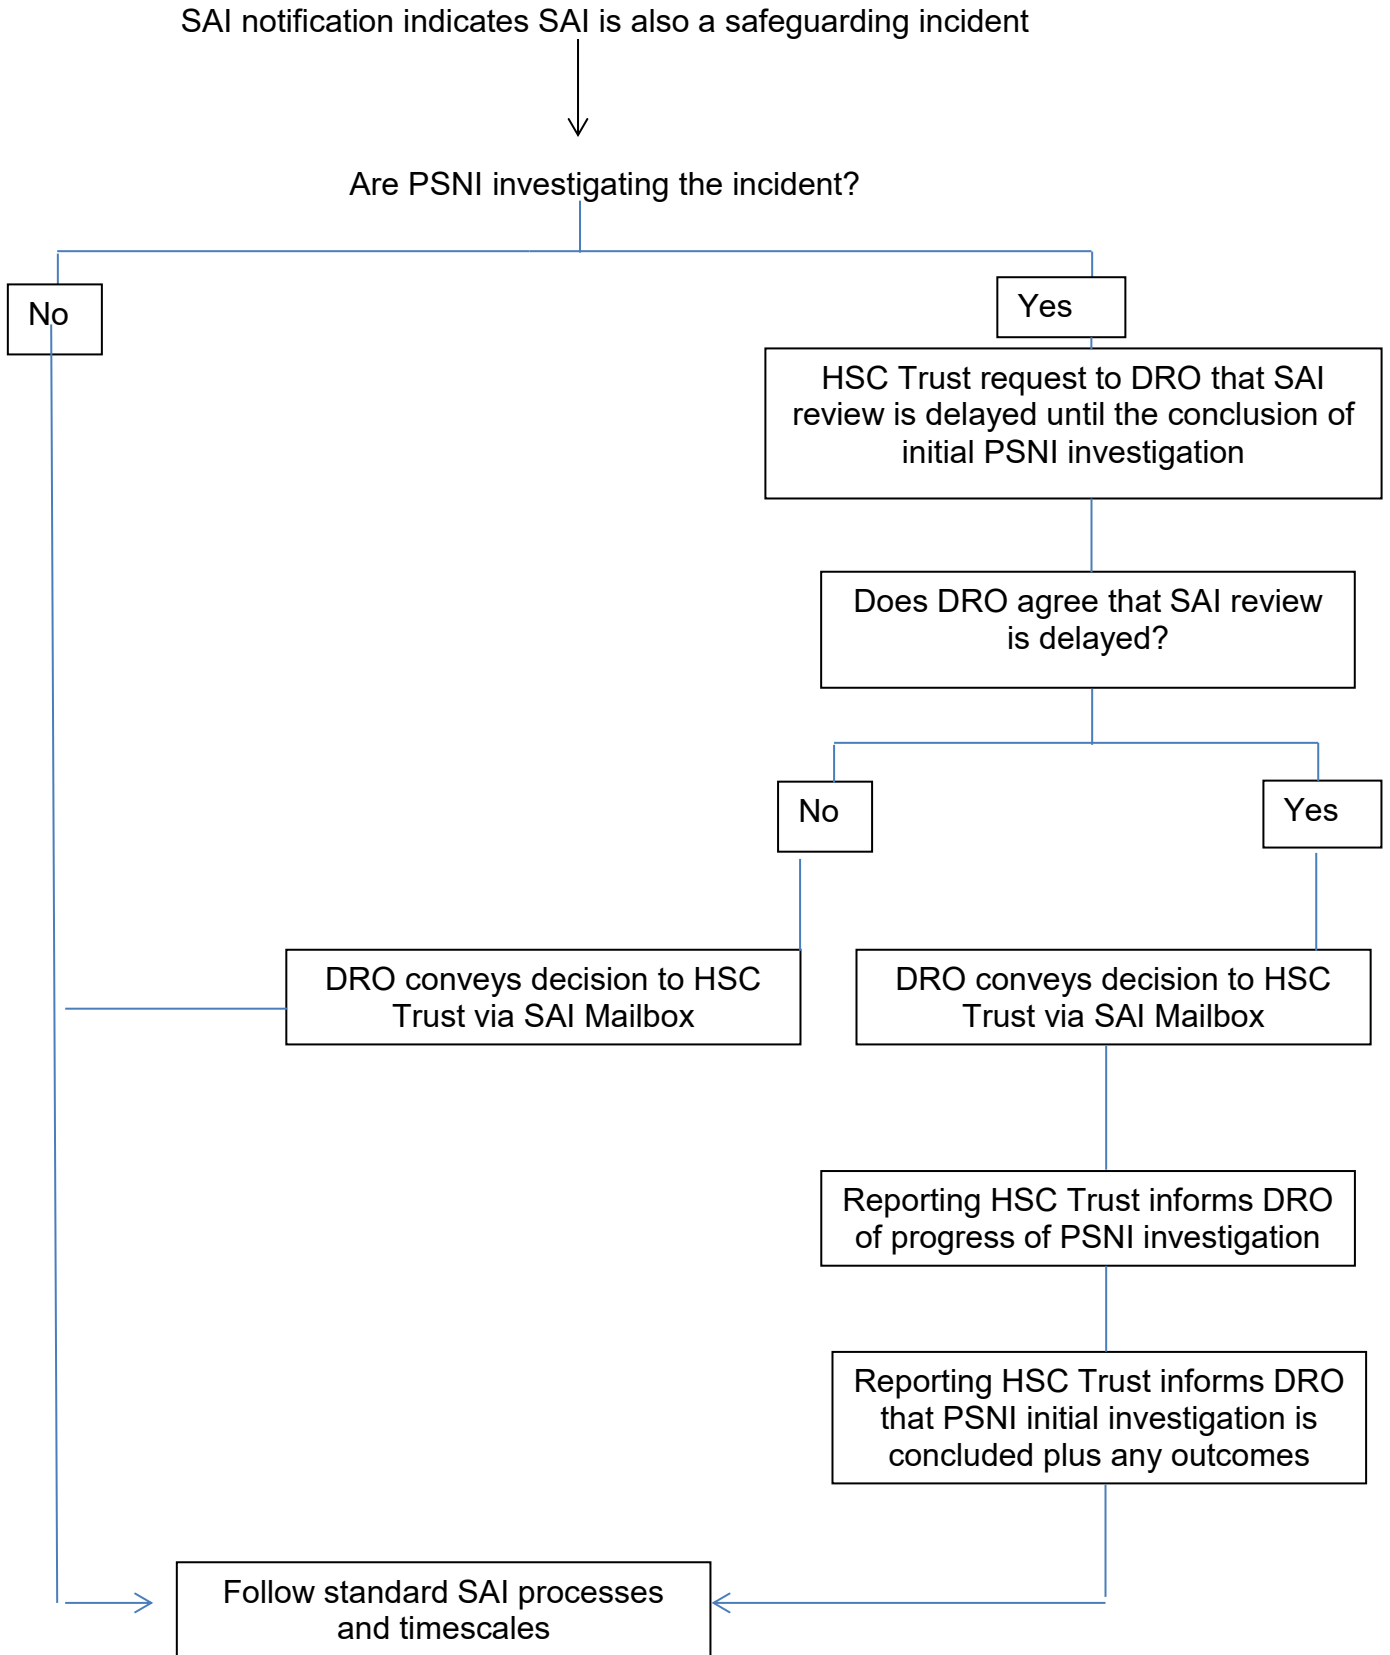 SAI notification indicates SAI is also a safeguarding incident
Are PSNI investigating the incident?
No
Yes
HSC Trust request to DRO that SAI
review is delayed until the conclusion of
initial PSNI investigation
Does DRO agree that SAI review
is delayed?
No
Yes
DRO conveys decision to HSC
Trust via SAI Mailbox
DRO conveys decision to HSC
Trust via SAI Mailbox
Reporting HSC Trust informs DRO
of progress of PSNI investigation
Reporting HSC Trust informs DRO
that PSNI initial investigation is
concluded plus any outcomes
Follow standard SAI processes
and timescales